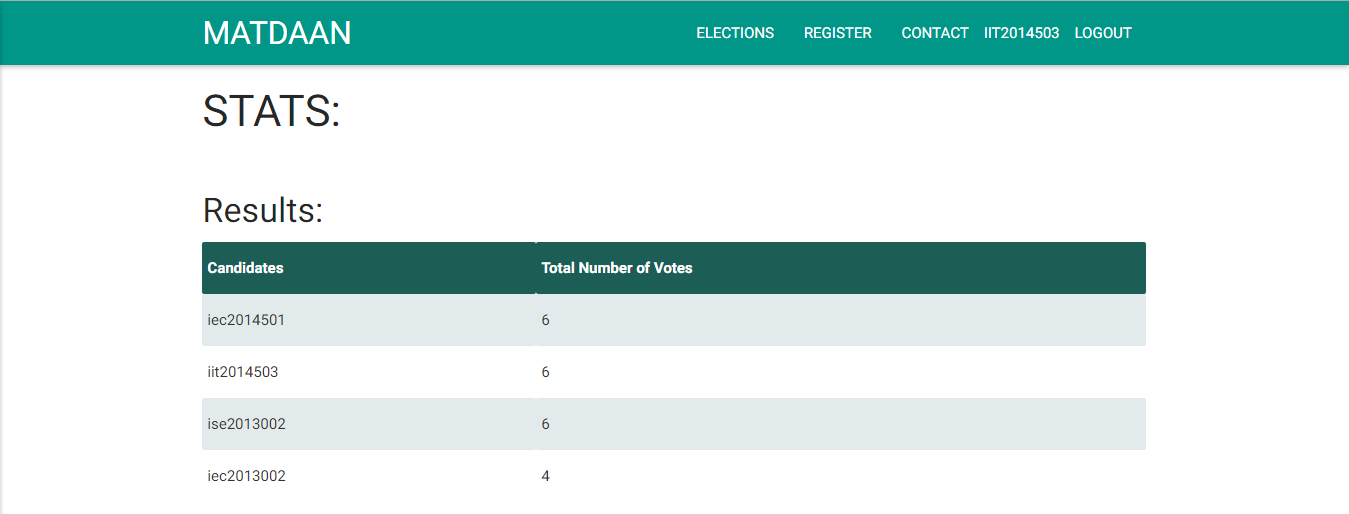 MATDAAN ELECTIONS REGISTER CONTACT IIT2014503 LOGOUT
STATS:
Results:
Candidates Total Number of Votes
iec2014501 6
iit2014503 6
ise2013002 6
iec2013002 4